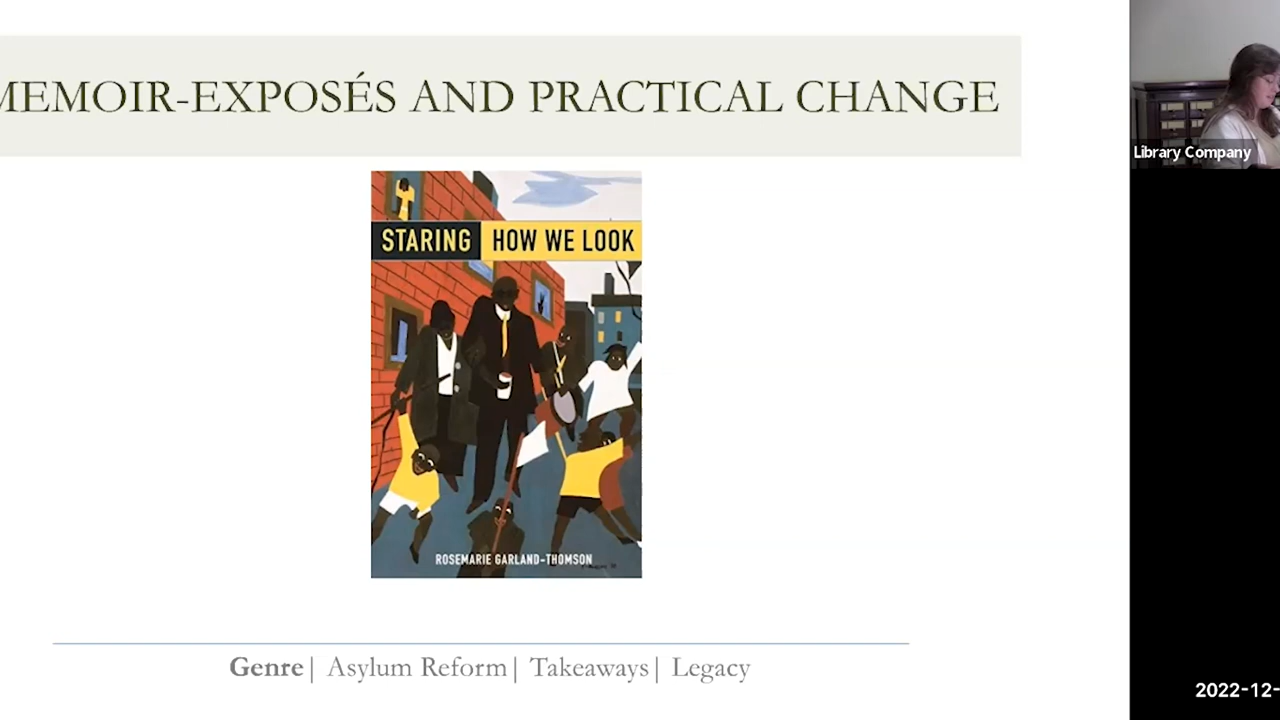 MEMOIR-EXPOSÉS AND PRACTICAL CHANGE
STARING HOW WE LOOK
ROSEMARIE GARLAND-THOMSON
Genre| Asylum Reform| Takeaways| Legacy
Library Company
2022-12-